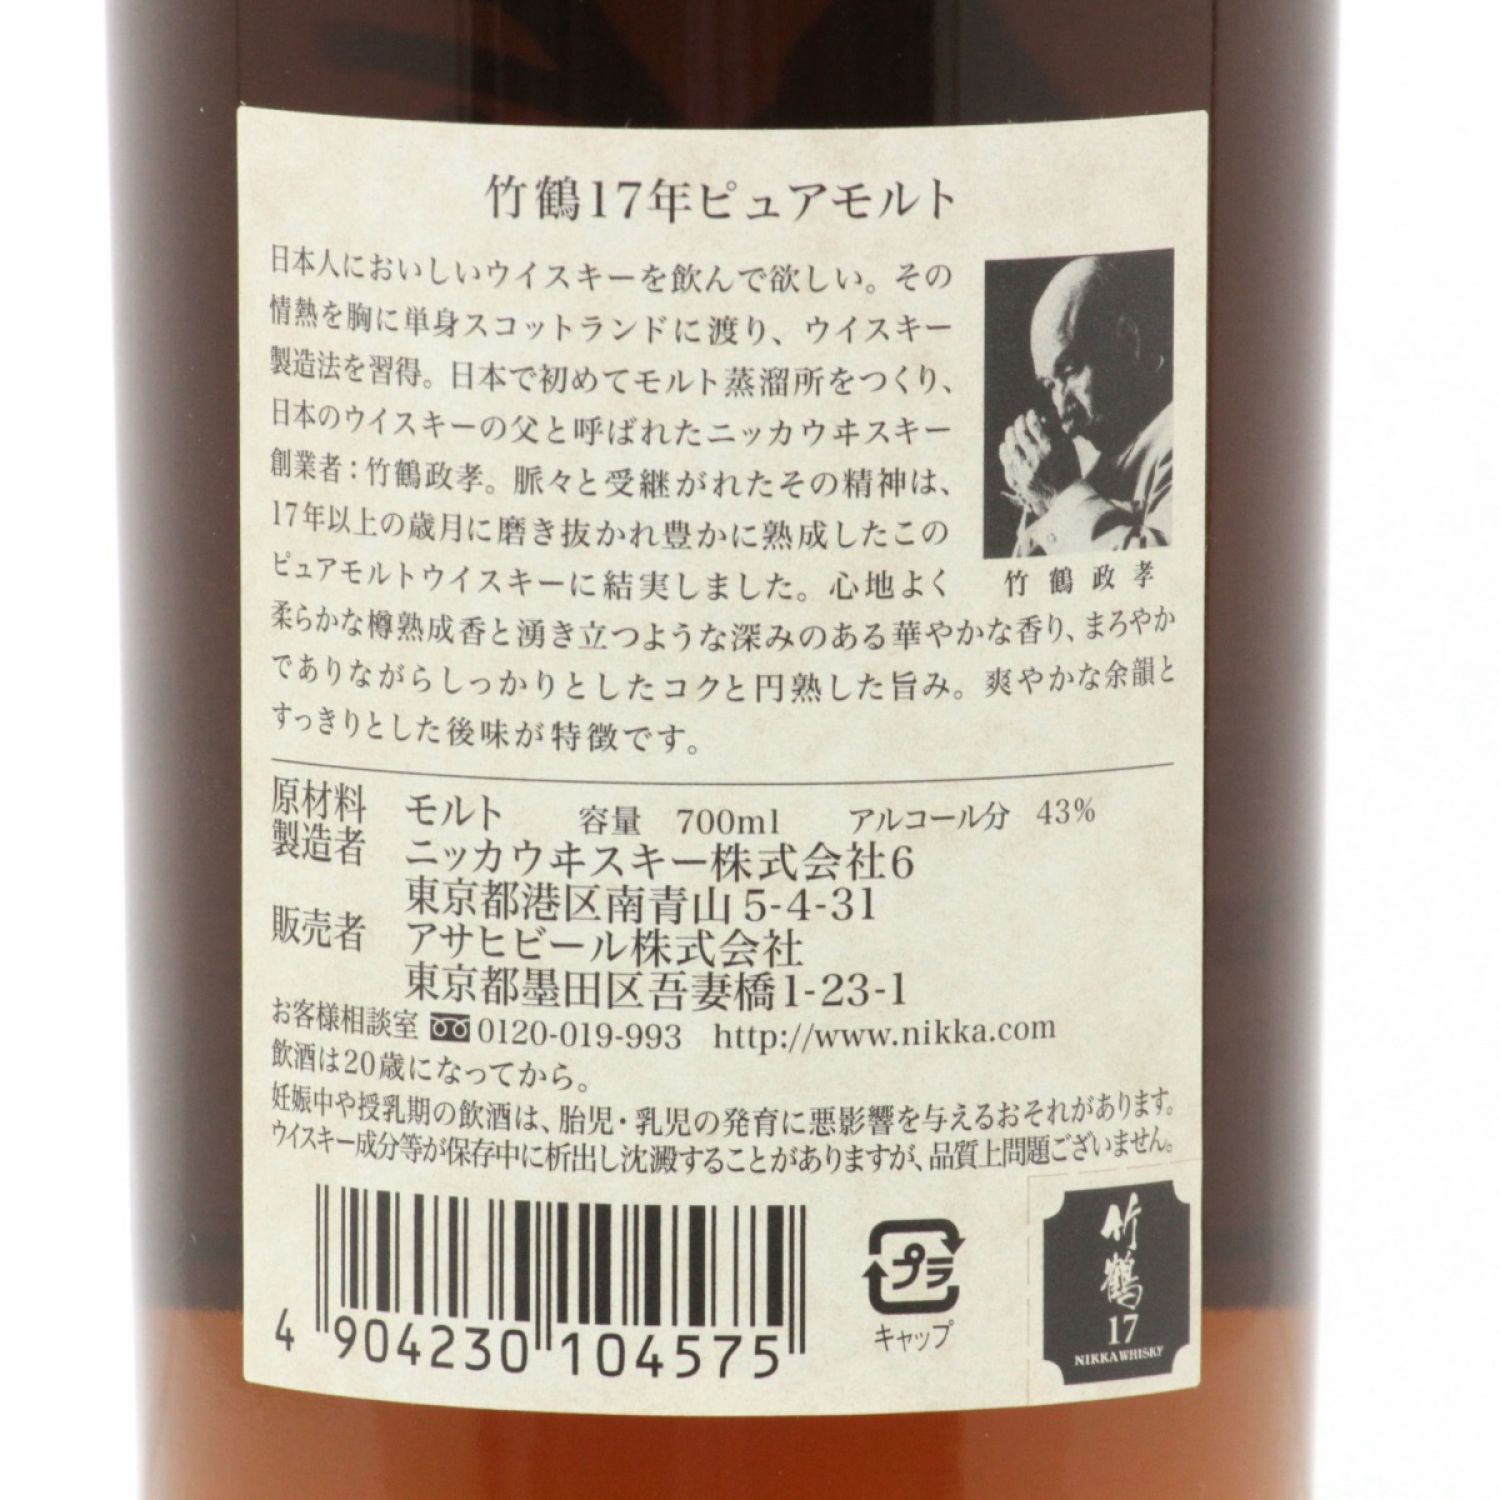 竹鶴17年ピュアモルト
日本人においしいウイスキーを飲んで欲しい。その
情熱を胸に単身スコットランドに渡り、ウイスキー
製造法を習得。日本で初めてモルト蒸溜所をつくり、
日本のウイスキーの父と呼ばれたニッカウヰスキー
創業者：竹鶴政孝。脈々と受継がれたその精神は、
17年以上の歳月に磨き抜かれ豊かに熟成したこの
ピュアモルトウイスキーに結実しました。心地よく
柔らかな樽熟成香と湧き立つような深みのある華やかな香り、まろやか
でありながらしっかりとしたコクと円熟した旨み。爽やかな余韻と
すっきりとした後味が特徴です。
竹鶴政孝
原材料 モルト 容量 700ml アルコール分 43%
製造者 ニッカウヰスキー株式会社6
東京都港区南青山5-4-31
販売者 アサヒビール株式会社
東京都墨田区吾妻橋1-23-1
お客様相談室 0120-019-993 http://www.nikka.com
飲酒は20歳になってから。
妊娠中や授乳期の飲酒は、胎児・乳児の発育に悪影響を与えるおそれがあります。
ウイスキー成分等が保存中に析出し沈澱することがありますが、品質上問題ございません。
4 904230 104575
プラ
キャップ
竹鶴
17
NIKKA WHISKY